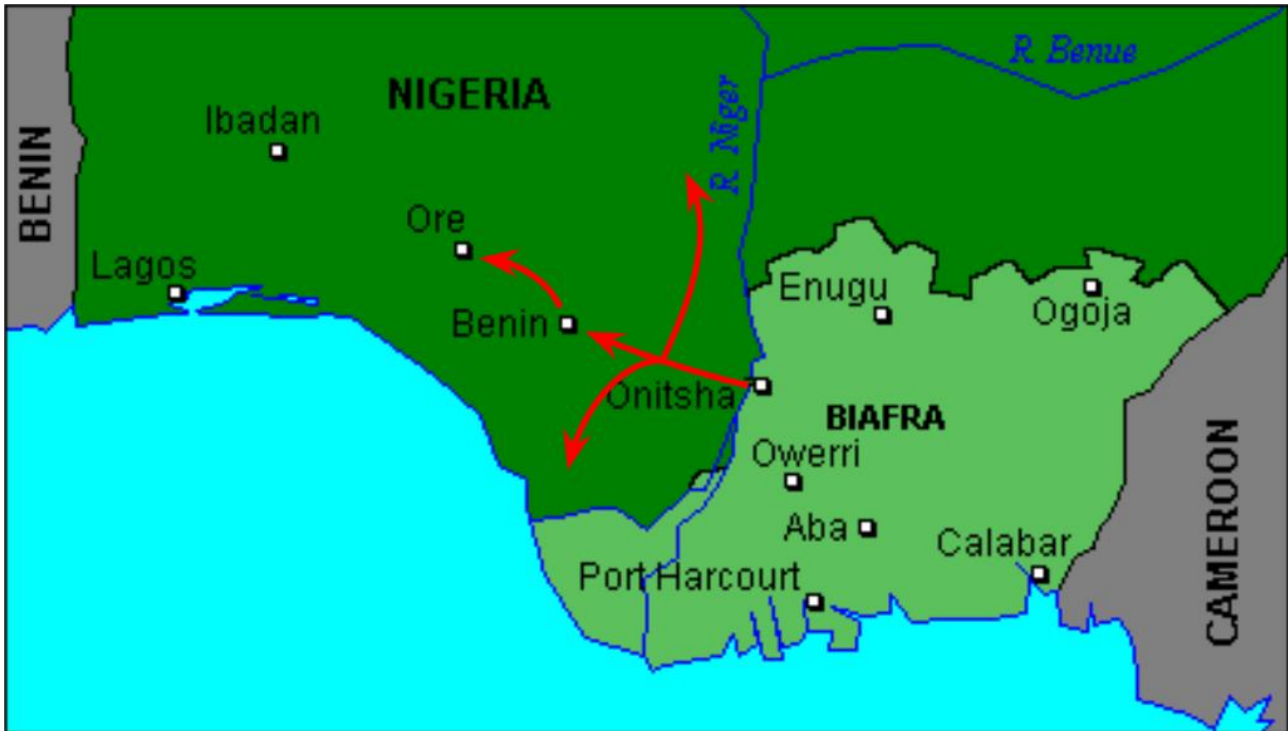 R. Benue
NIGERIA
Ibadan
BENIN
R. Niger
Ore
Lagos
Enugu
Ogoja
Benin
Onitsha
BIAFRA
Owerri
Aba
Calabar
Port Harcourt
CAMEROON